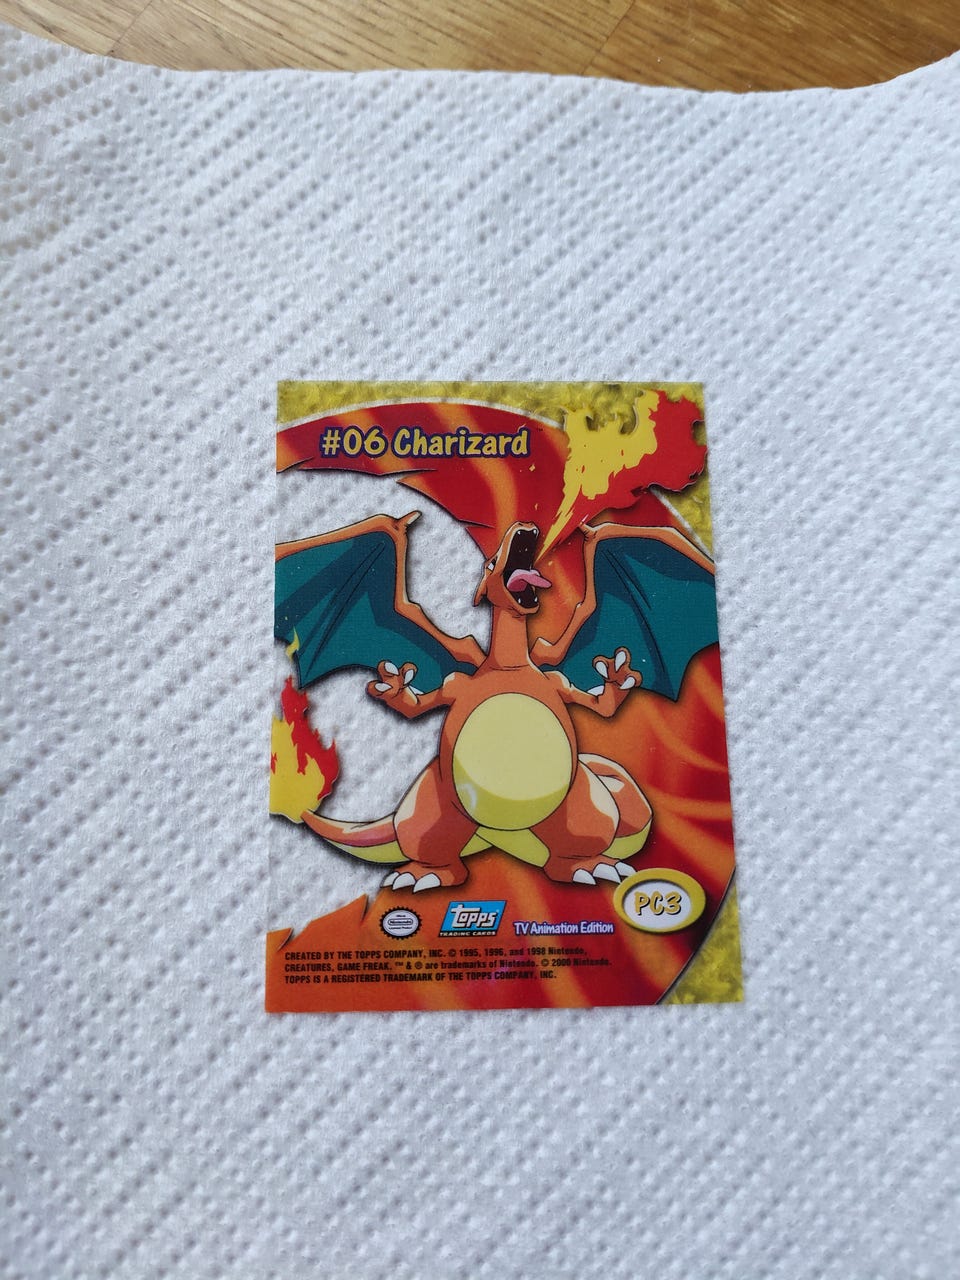 #06 Charizard™
PC3
Nintendo
TOPPS
TRADING CARDS
TV Animation Edition
CREATED BY THE TOPPS COMPANY, INC. © 1995, 1996, and 1998 Nintendo,
CREATURES, GAME FREAK. ™ & ® are trademarks of Nintendo. © 2000 Nintendo.
TOPPS IS A REGISTERED TRADEMARK OF THE TOPPS COMPANY, INC.